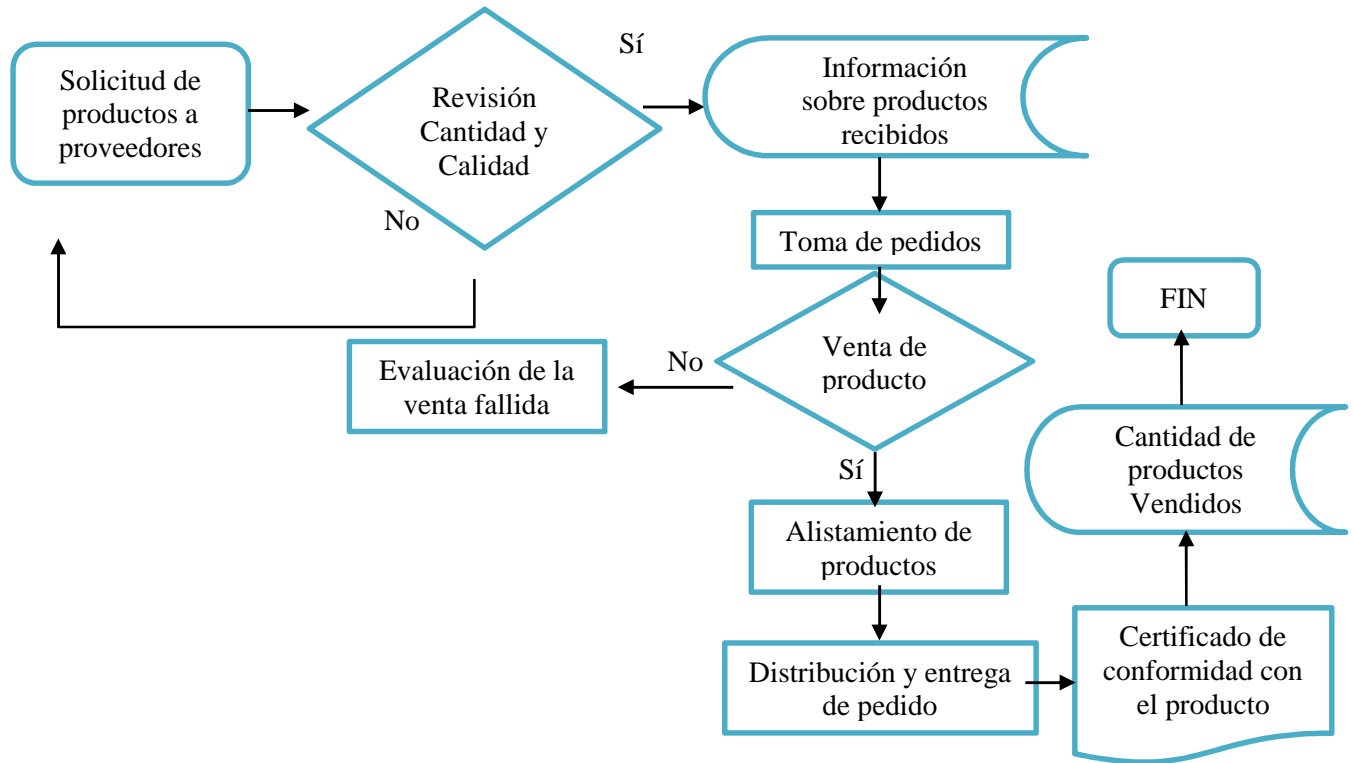 Solicitud de
productos a
proveedores
Revisión
Cantidad y
Calidad
Sí
No
Información
sobre productos
recibidos
Toma de pedidos
Venta de
producto
No
Evaluación de la
venta fallida
Sí
Alistamiento de
productos
Distribución y entrega
de pedido
Certificado de
conformidad con
el producto
Cantidad de
productos
Vendidos
FIN